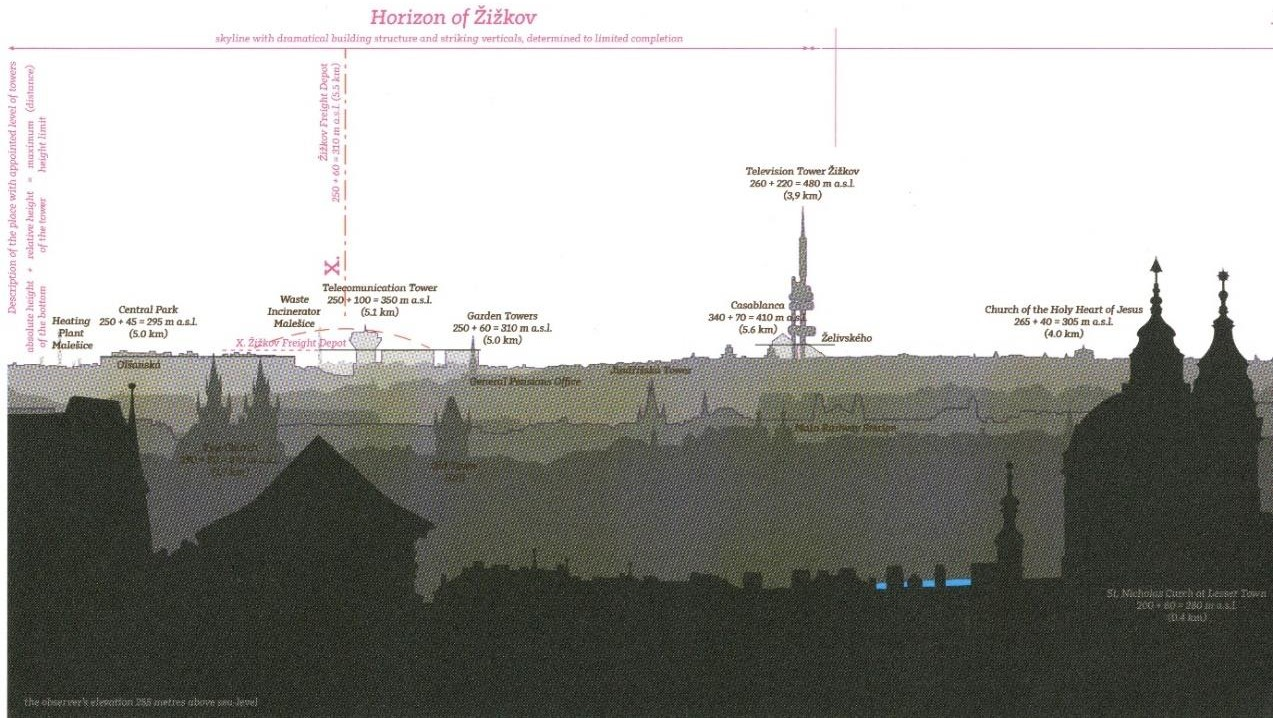 Horizon of Žižkov
skyline with dramatical building structure and striking verticals, determined to limited completion
Description of the place with appointed level of towers
absolute height + relative height = maximum (distance)
of the bottom of the tower height limit
Žižkov Freight Depot
250 + 60 = 310 m a.s.l. (5.5 km)
X.
Television Tower Žižkov
260 + 220 = 480 m a.s.l.
(3,9 km)
Telecomunication Tower
250 + 100 = 350 m a.s.l.
(5.1 km)
Waste
Incinerator
Malešice
Central Park
250 + 45 = 295 m a.s.l.
(5.0 km)
Heating
Plant
Malešice
Garden Towers
250 + 60 = 310 m a.s.l.
(5.0 km)
Casablanca
340 + 70 = 410 m a.s.l.
(5.6 km)
Želivského
Church of the Holy Heart of Jesus
265 + 40 = 305 m a.s.l.
(4.0 km)
X. Žižkov Freight Depot
Olšanská
General Pensions Office
Jindřišská Tower
Main Railway Station
Church
Old Town
St. Nicholas Curch at Lesser Town
200 + 80 = 280 m a.s.l.
(0.4 km)
the observer's elevation 255 metres above sea-level